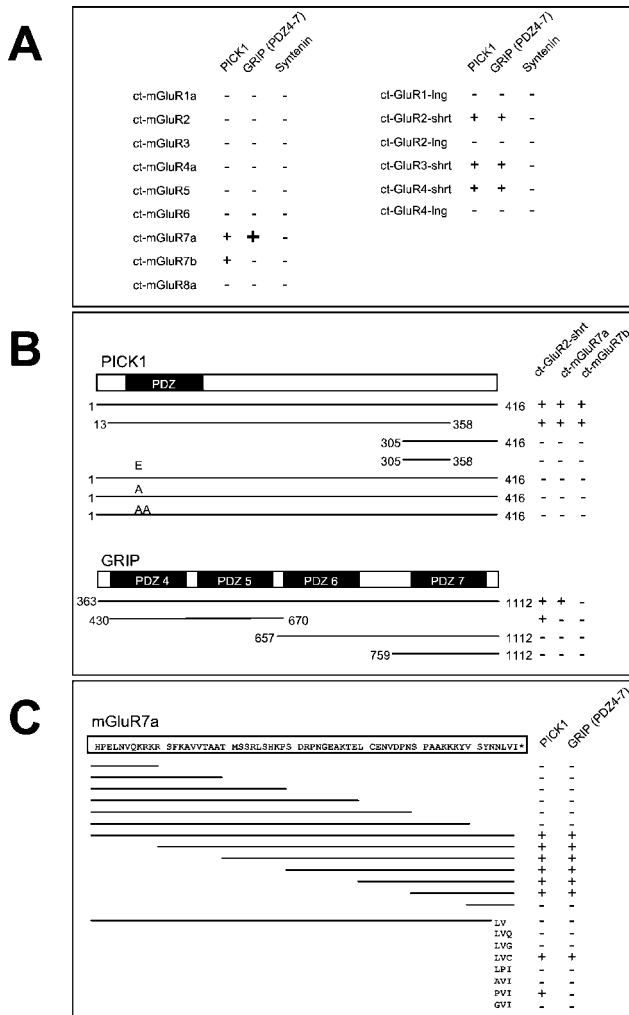 A
PICK1 GRIP (PDZ4-7) Syntenin PICK1 GRIP (PDZ4-7) Syntenin
ct-mGluR1a - - - ct-GluR1-lng - - -
ct-mGluR2 - - - ct-GluR2-shrt + + -
ct-mGluR3 - - - ct-GluR2-lng - - -
ct-mGluR4a - - - ct-GluR3-shrt + + -
ct-mGluR5 - - - ct-GluR4-shrt + + -
ct-mGluR6 - - - ct-GluR4-lng - - -
ct-mGluR7a + + -
ct-mGluR7b + - -
ct-mGluR8a - - -
B
ct-GluR2-shrt ct-mGluR7a ct-mGluR7b
PICK1
PDZ
1 416 + + +
13 358 + + +
305 416 - - -
305 358 - - -
E
1 416 - - -
A
1 416 - - -
AA
1 416 - - -
GRIP
PDZ 4 PDZ 5 PDZ 6 PDZ 7
363 1112 + + -
430 670 + - -
657 1112 - - -
759 1112 - - -
C
mGluR7a
PICK1 GRIP (PDZ4-7)
HPELNVQKRKR SFKAVVTAAT MSSRLSHKPS DRPNGEAKTEL CENVDPNS PAAKKKYV SYNNLVI*
- -
- -
- -
- -
- -
- -
+ +
+ +
+ +
+ +
+ +
+ +
- -
LV - -
LVQ - -
LVG - -
LVC + +
LPI - -
AVI - -
PVI + -
GVI - -